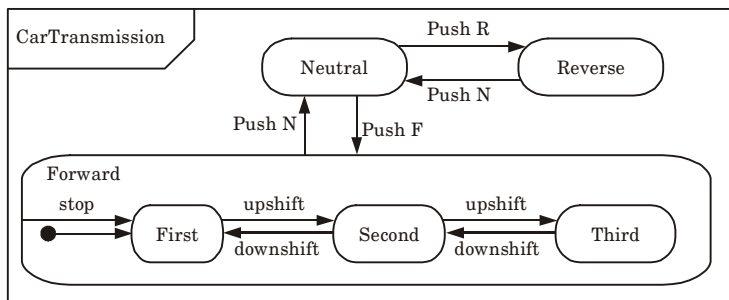 CarTransmission
Push R
Neutral
Reverse
Push N
Push N
Push F
Forward
stop
upshift
upshift
First
Second
Third
downshift
downshift